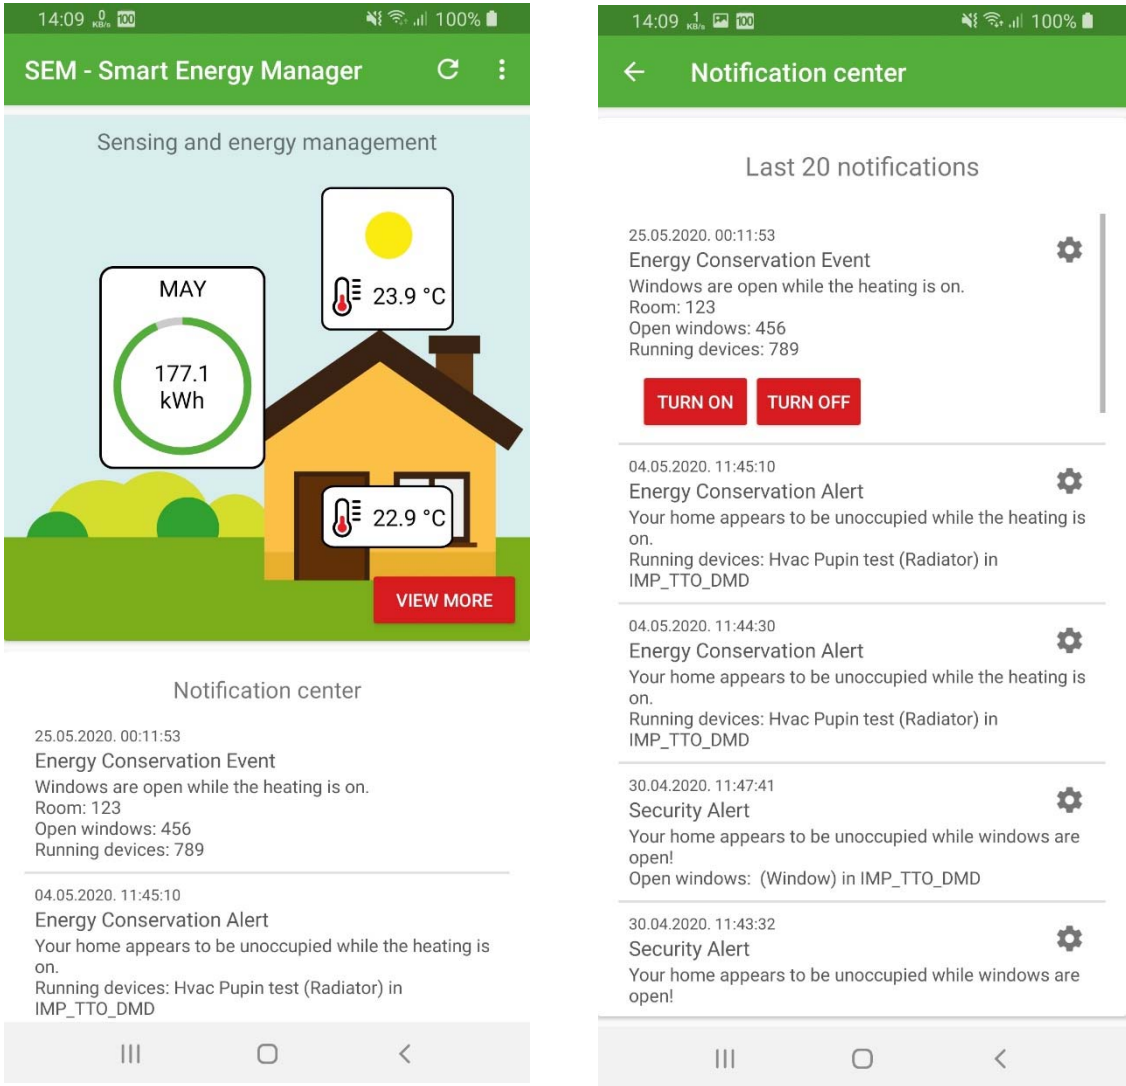 14:09 0 KB/s 100 100%
SEM - Smart Energy Manager
Sensing and energy management
23.9 °C
MAY
177.1
kWh
22.9 °C
VIEW MORE
Notification center
25.05.2020. 00:11:53
Energy Conservation Event
Windows are open while the heating is on.
Room: 123
Open windows: 456
Running devices: 789
04.05.2020. 11:45:10
Energy Conservation Alert
Your home appears to be unoccupied while the heating is
on.
Running devices: Hvac Pupin test (Radiator) in
IMP_TTO_DMD
14:09 1 KB/s 100 100%
Notification center
Last 20 notifications
25.05.2020. 00:11:53
Energy Conservation Event
Windows are open while the heating is on.
Room: 123
Open windows: 456
Running devices: 789
TURN ON TURN OFF
04.05.2020. 11:45:10
Energy Conservation Alert
Your home appears to be unoccupied while the heating is
on.
Running devices: Hvac Pupin test (Radiator) in
IMP_TTO_DMD
04.05.2020. 11:44:30
Energy Conservation Alert
Your home appears to be unoccupied while the heating is
on.
Running devices: Hvac Pupin test (Radiator) in
IMP_TTO_DMD
30.04.2020. 11:47:41
Security Alert
Your home appears to be unoccupied while windows are
open!
Open windows:  (Window) in IMP_TTO_DMD
30.04.2020. 11:43:32
Security Alert
Your home appears to be unoccupied while windows are
open!